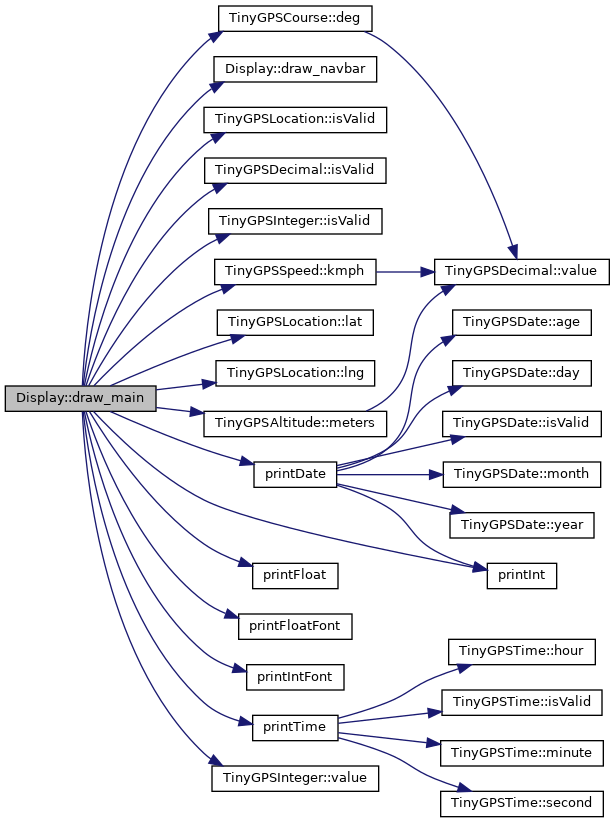 TinyGPSCourse::deg
Display::draw_navbar
TinyGPSLocation::isValid
TinyGPSDecimal::isValid
TinyGPSInteger::isValid
TinyGPSSpeed::kmph
TinyGPSDecimal::value
TinyGPSLocation::lat
TinyGPSDate::age
TinyGPSLocation::lng
TinyGPSDate::day
Display::draw_main
TinyGPSAltitude::meters
TinyGPSDate::isValid
printDate
TinyGPSDate::month
TinyGPSDate::year
printFloat
printInt
printFloatFont
TinyGPSTime::hour
printIntFont
TinyGPSTime::isValid
printTime
TinyGPSTime::minute
TinyGPSInteger::value
TinyGPSTime::second